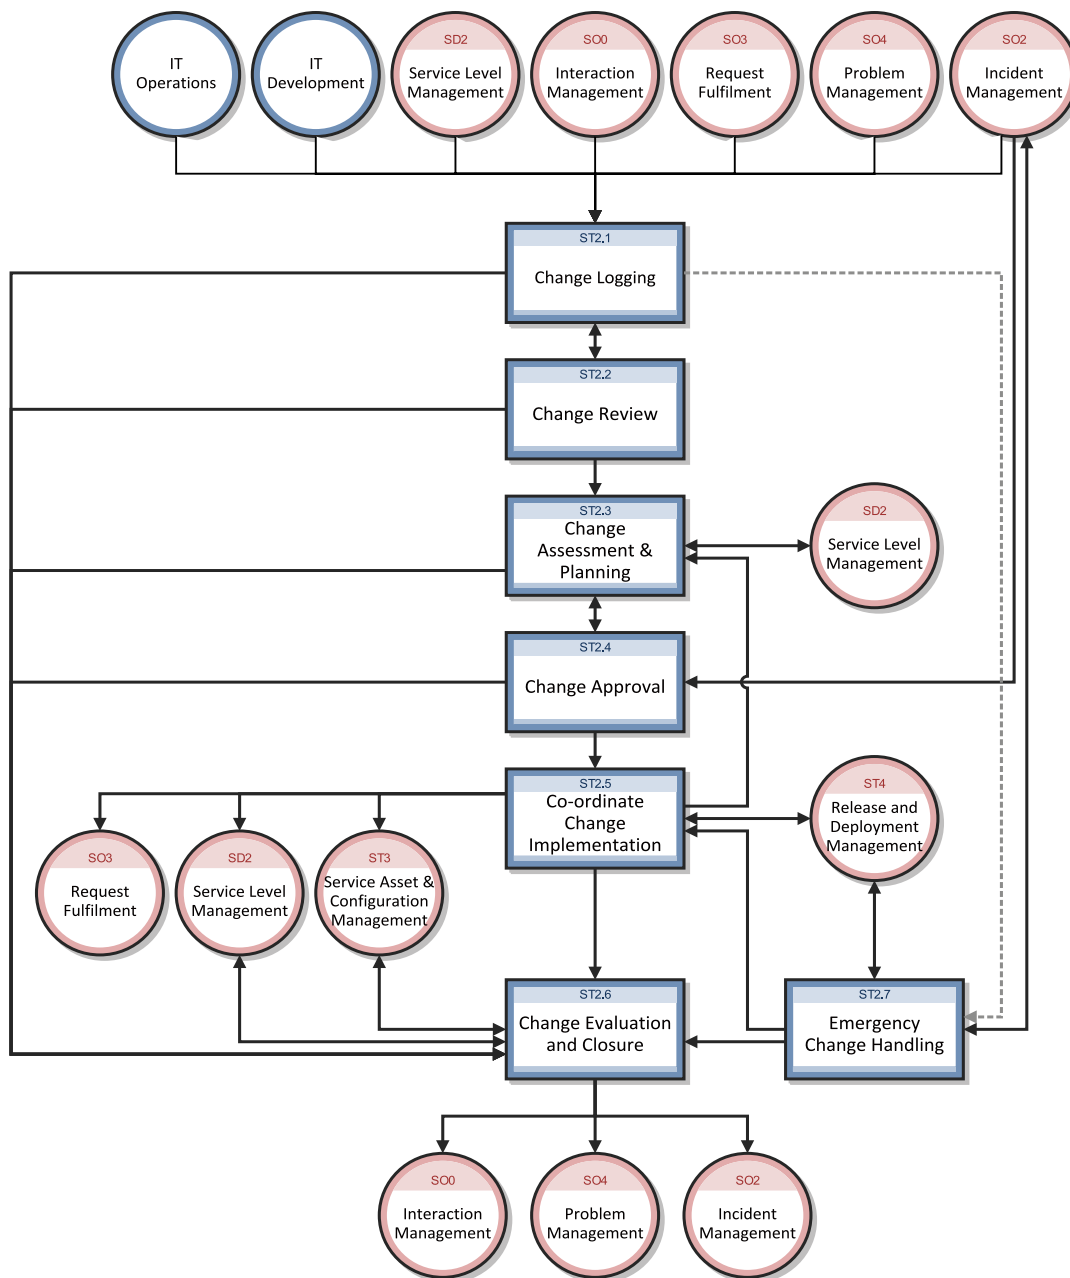 IT
Operations
IT
Development
SD2
Service Level
Management
SO0
Interaction
Management
SO3
Request
Fulfilment
SO4
Problem
Management
SO2
Incident
Management
ST2.1
Change Logging
ST2.2
Change Review
ST2.3
Change
Assessment &
Planning
SD2
Service Level
Management
ST2.4
Change Approval
ST2.5
Co-ordinate
Change
Implementation
ST4
Release and
Deployment
Management
SO3
Request
Fulfilment
SD2
Service Level
Management
ST3
Service Asset &
Configuration
Management
ST2.6
Change Evaluation
and Closure
ST2.7
Emergency
Change Handling
SO0
Interaction
Management
SO4
Problem
Management
SO2
Incident
Management